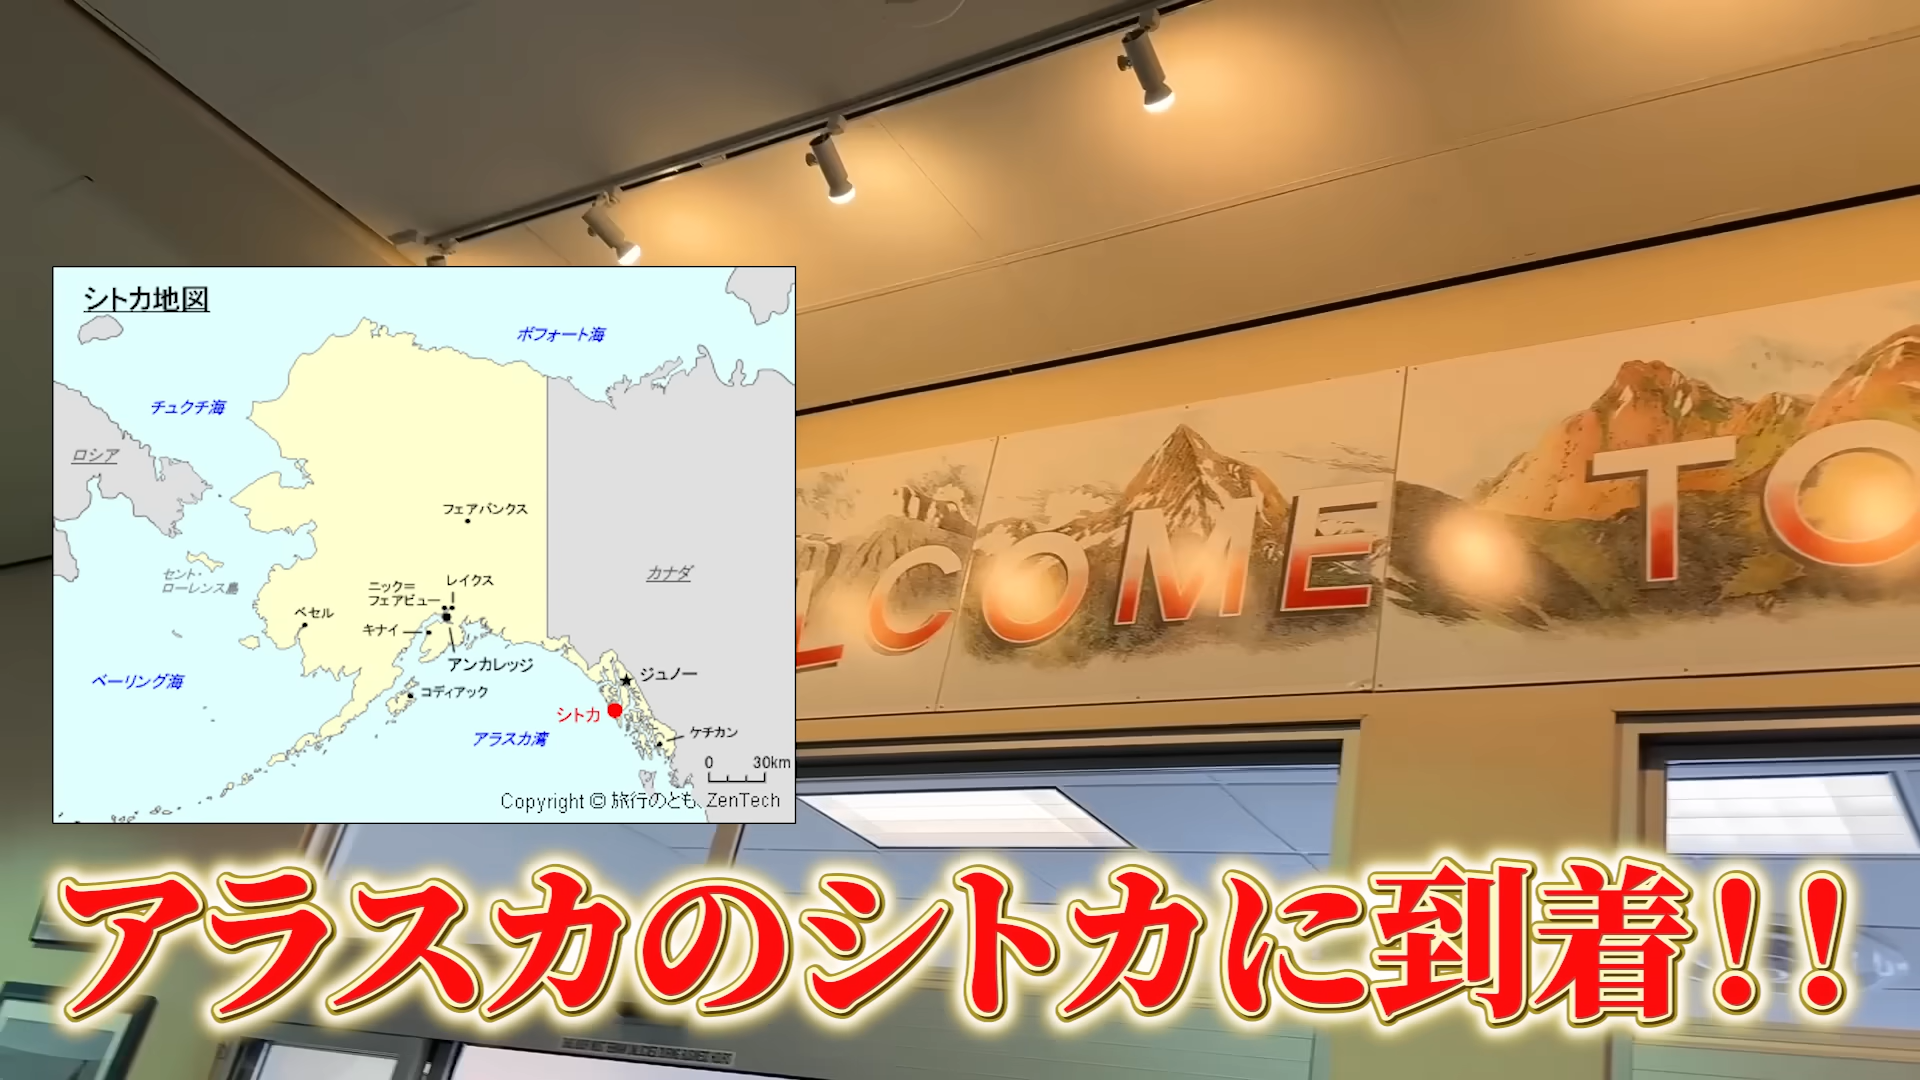 シトカ地図
ボフォート海
チュクチ海
ロシア
フェアバンクス
セント・
ローレンス島
カナダ
ニック=
フェアビュー
レイクス
ベセル
キナイ
アンカレッジ
ベーリング海
コディアック
ジュノー
シトカ
アラスカ湾
ケチカン
0 30km
Copyright © 旅行のとも、ZenTech
LCOME TO
アラスカのシトカに到着!!